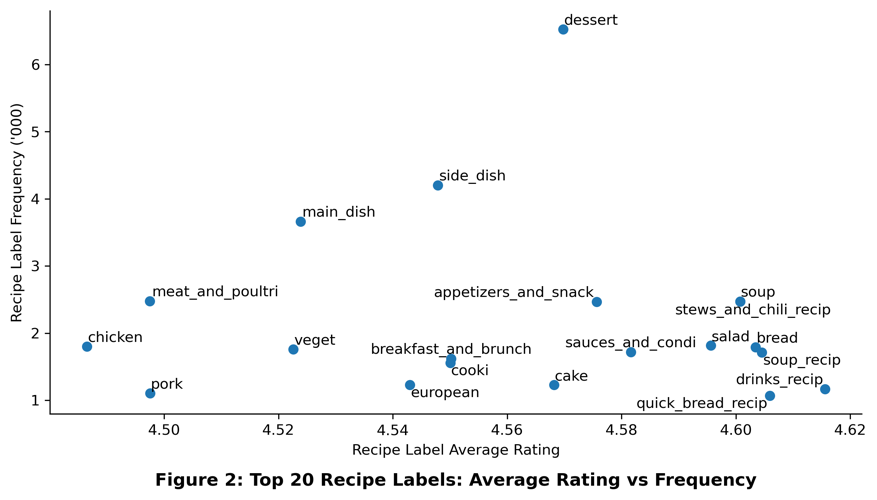 dessert
6
5
side_dish
4
main_dish
3
meat_and_poultri
appetizers_and_snack
soup
stews_and_chili_recip
2
chicken
veget
breakfast_and_brunch
sauces_and_condi
salad
bread
cooki
soup_recip
pork
european
cake
drinks_recip
quick_bread_recip
1
Recipe Label Frequency ('000)
4.50
4.52
4.54
4.56
4.58
4.60
4.62
Recipe Label Average Rating
Figure 2: Top 20 Recipe Labels: Average Rating vs Frequency